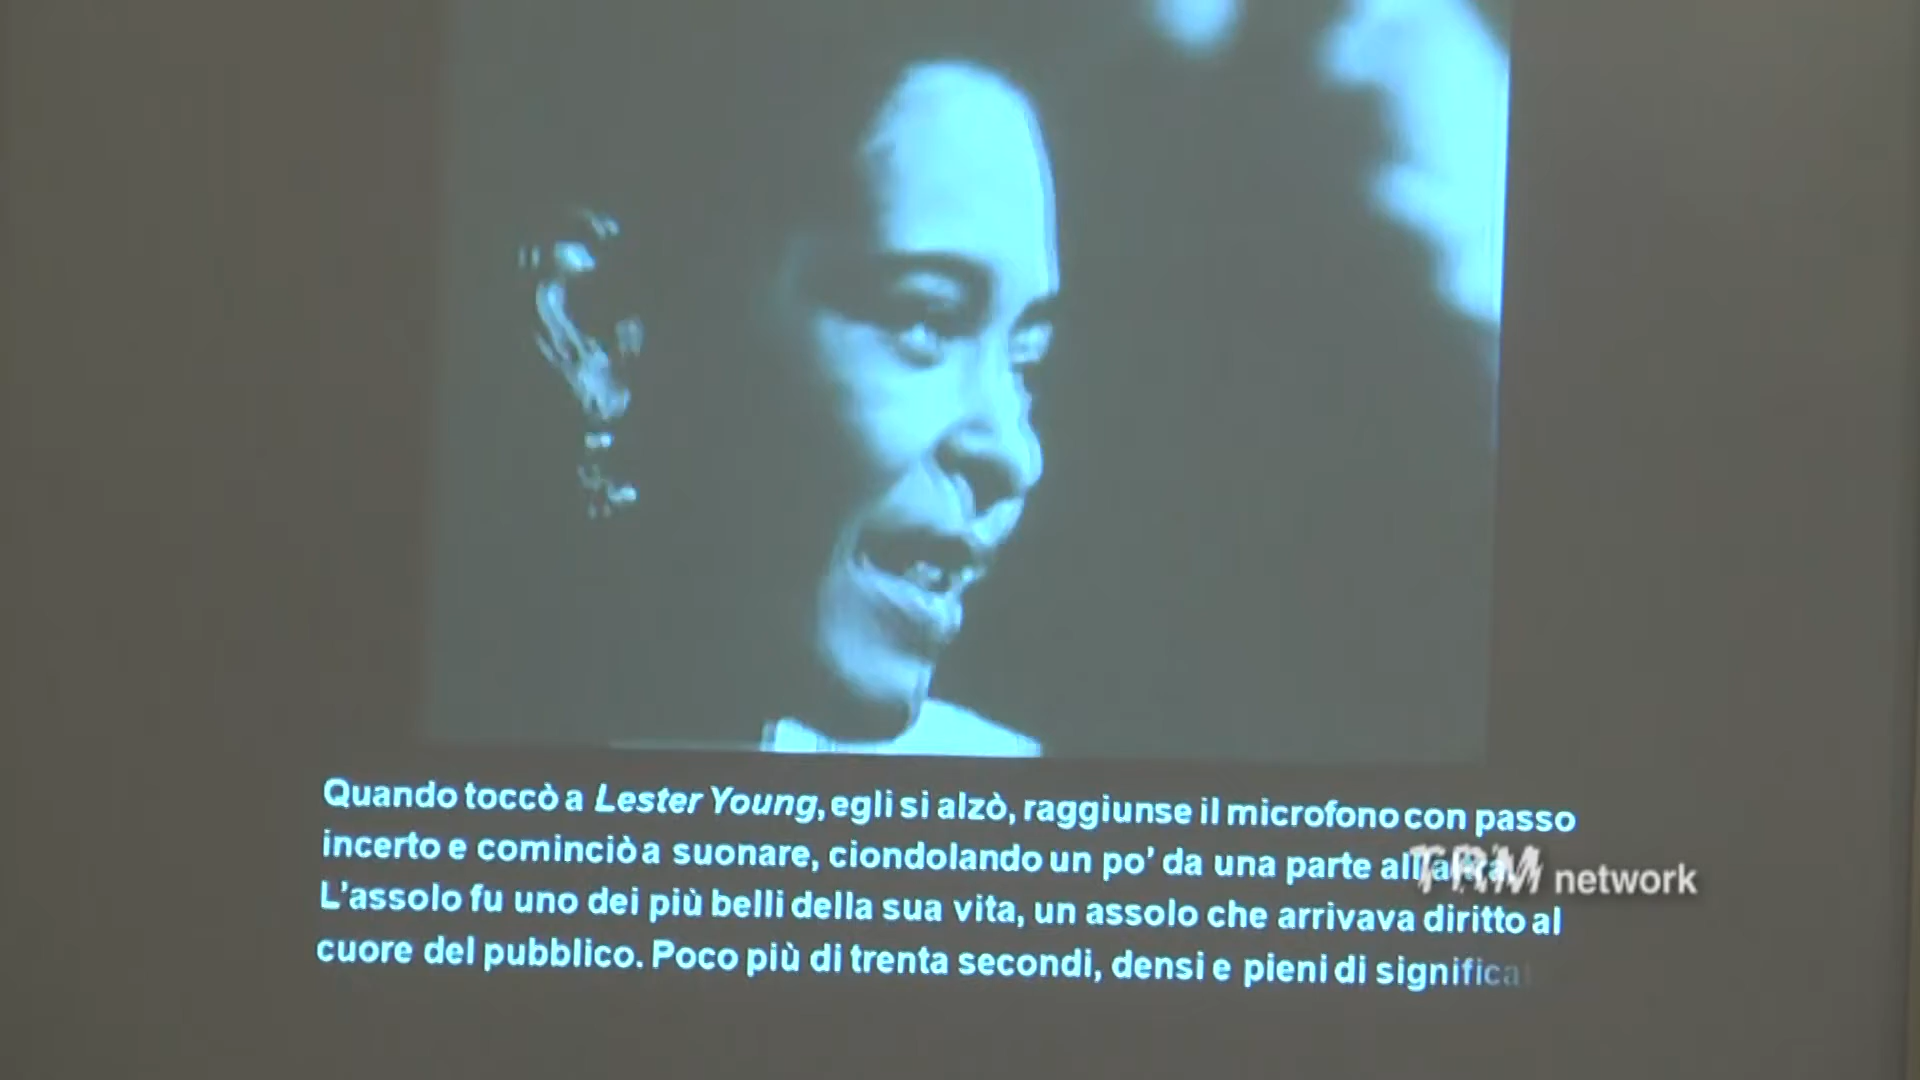 Quando toccò a Lester Young, egli si alzò, raggiunse il microfono con passo
incerto e cominciò a suonare, ciondolando un po’ da una parte all'altra.
TRM network
L’assolo fu uno dei più belli della sua vita, un assolo che arrivava diritto al
cuore del pubblico. Poco più di trenta secondi, densi e pieni di